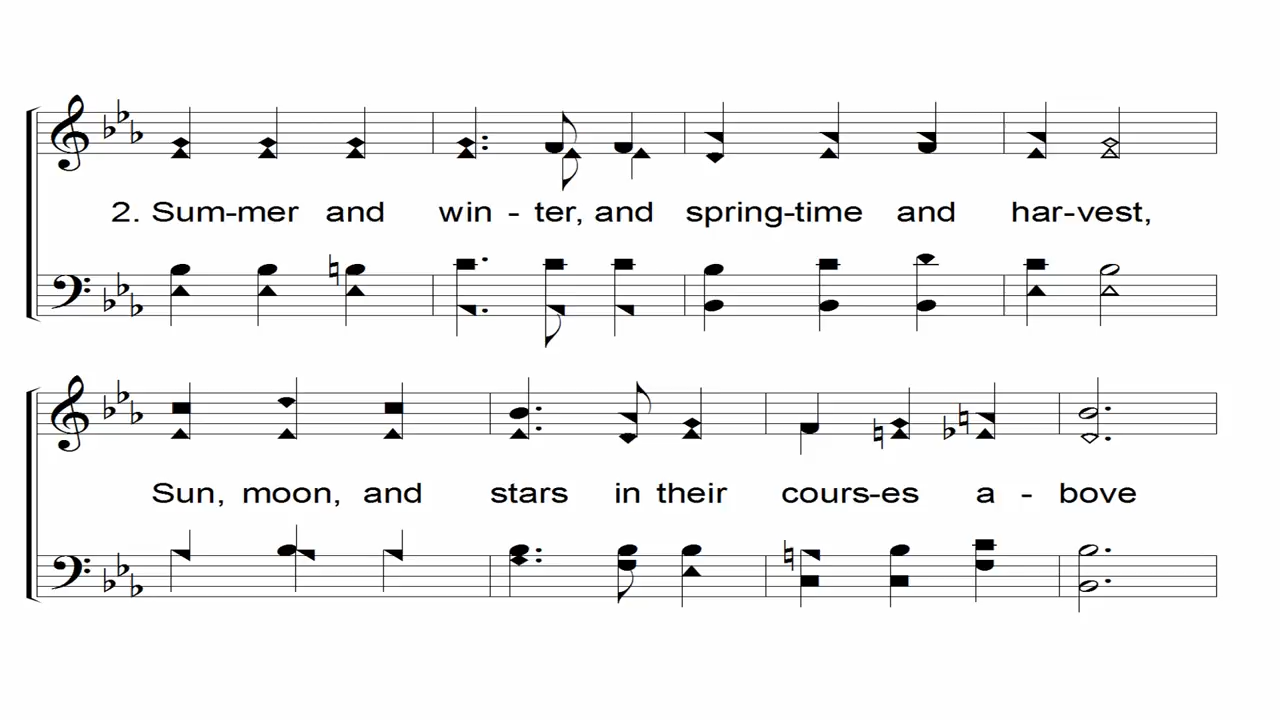 2. Sum-mer and win - ter, and spring-time and har-vest,
Sun, moon, and stars in their cours-es a - bove